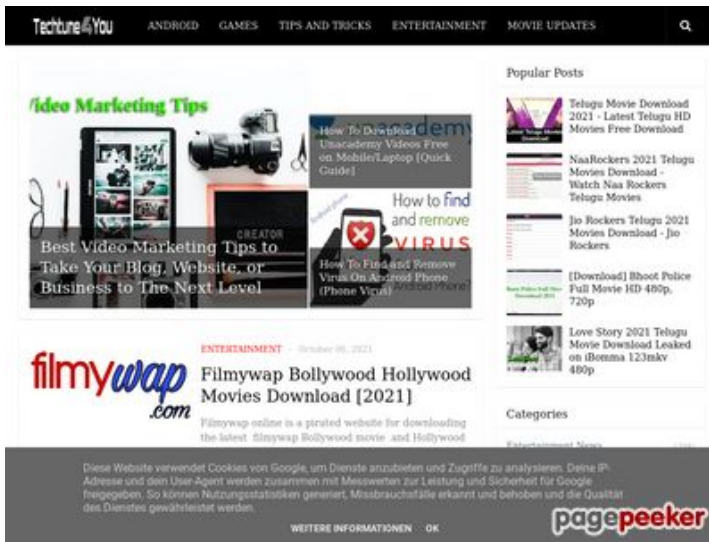 Techtune4You
ANDROID
GAMES
TIPS AND TRICKS
ENTERTAINMENT
MOVIE UPDATES
Video Marketing Tips
CREATOR
Best Video Marketing Tips to
Take Your Blog, Website, or
Business to The Next Level
unacademy
How To Download
Unacademy Videos Free
on Mobile/Laptop [Quick
Guide]
Android phone
How to find
and remove
VIRUS
Android Phone?
How To Find and Remove
Virus On Android Phone
(Phone Virus)
filmywap
.com
ENTERTAINMENT - October 06, 2021
Filmywap Bollywood Hollywood
Movies Download [2021]
Filmywap online is a pirated website for downloading
the latest filmywap Bollywood movie and Hollywood
Popular Posts
Telugu Movie Download
2021 - Latest Telugu HD
Movies Free Download
NaaRockers 2021 Telugu
Movies Download -
Watch Naa Rockers
Telugu Movies
Jio Rockers Telugu 2021
Movies Download - Jio
Rockers
[Download] Bhoot Police
Full Movie HD 480p,
720p
Love Story 2021 Telugu
Movie Download Leaked
on iBomma 123mkv
480p
Categories
Entertainment News
Diese Website verwendet Cookies von Google, um Dienste anzubieten und Zugriffe zu analysieren. Deine IP-
Adresse und dein User-Agent werden zusammen mit Messwerten zur Leistung und Sicherheit für Google
freigegeben. So können Nutzungsstatistiken generiert, Missbrauchsfälle erkannt und behoben und die Qualität
des Dienstes gewährleistet werden.
WEITERE INFORMATIONEN
OK
pagepeeker